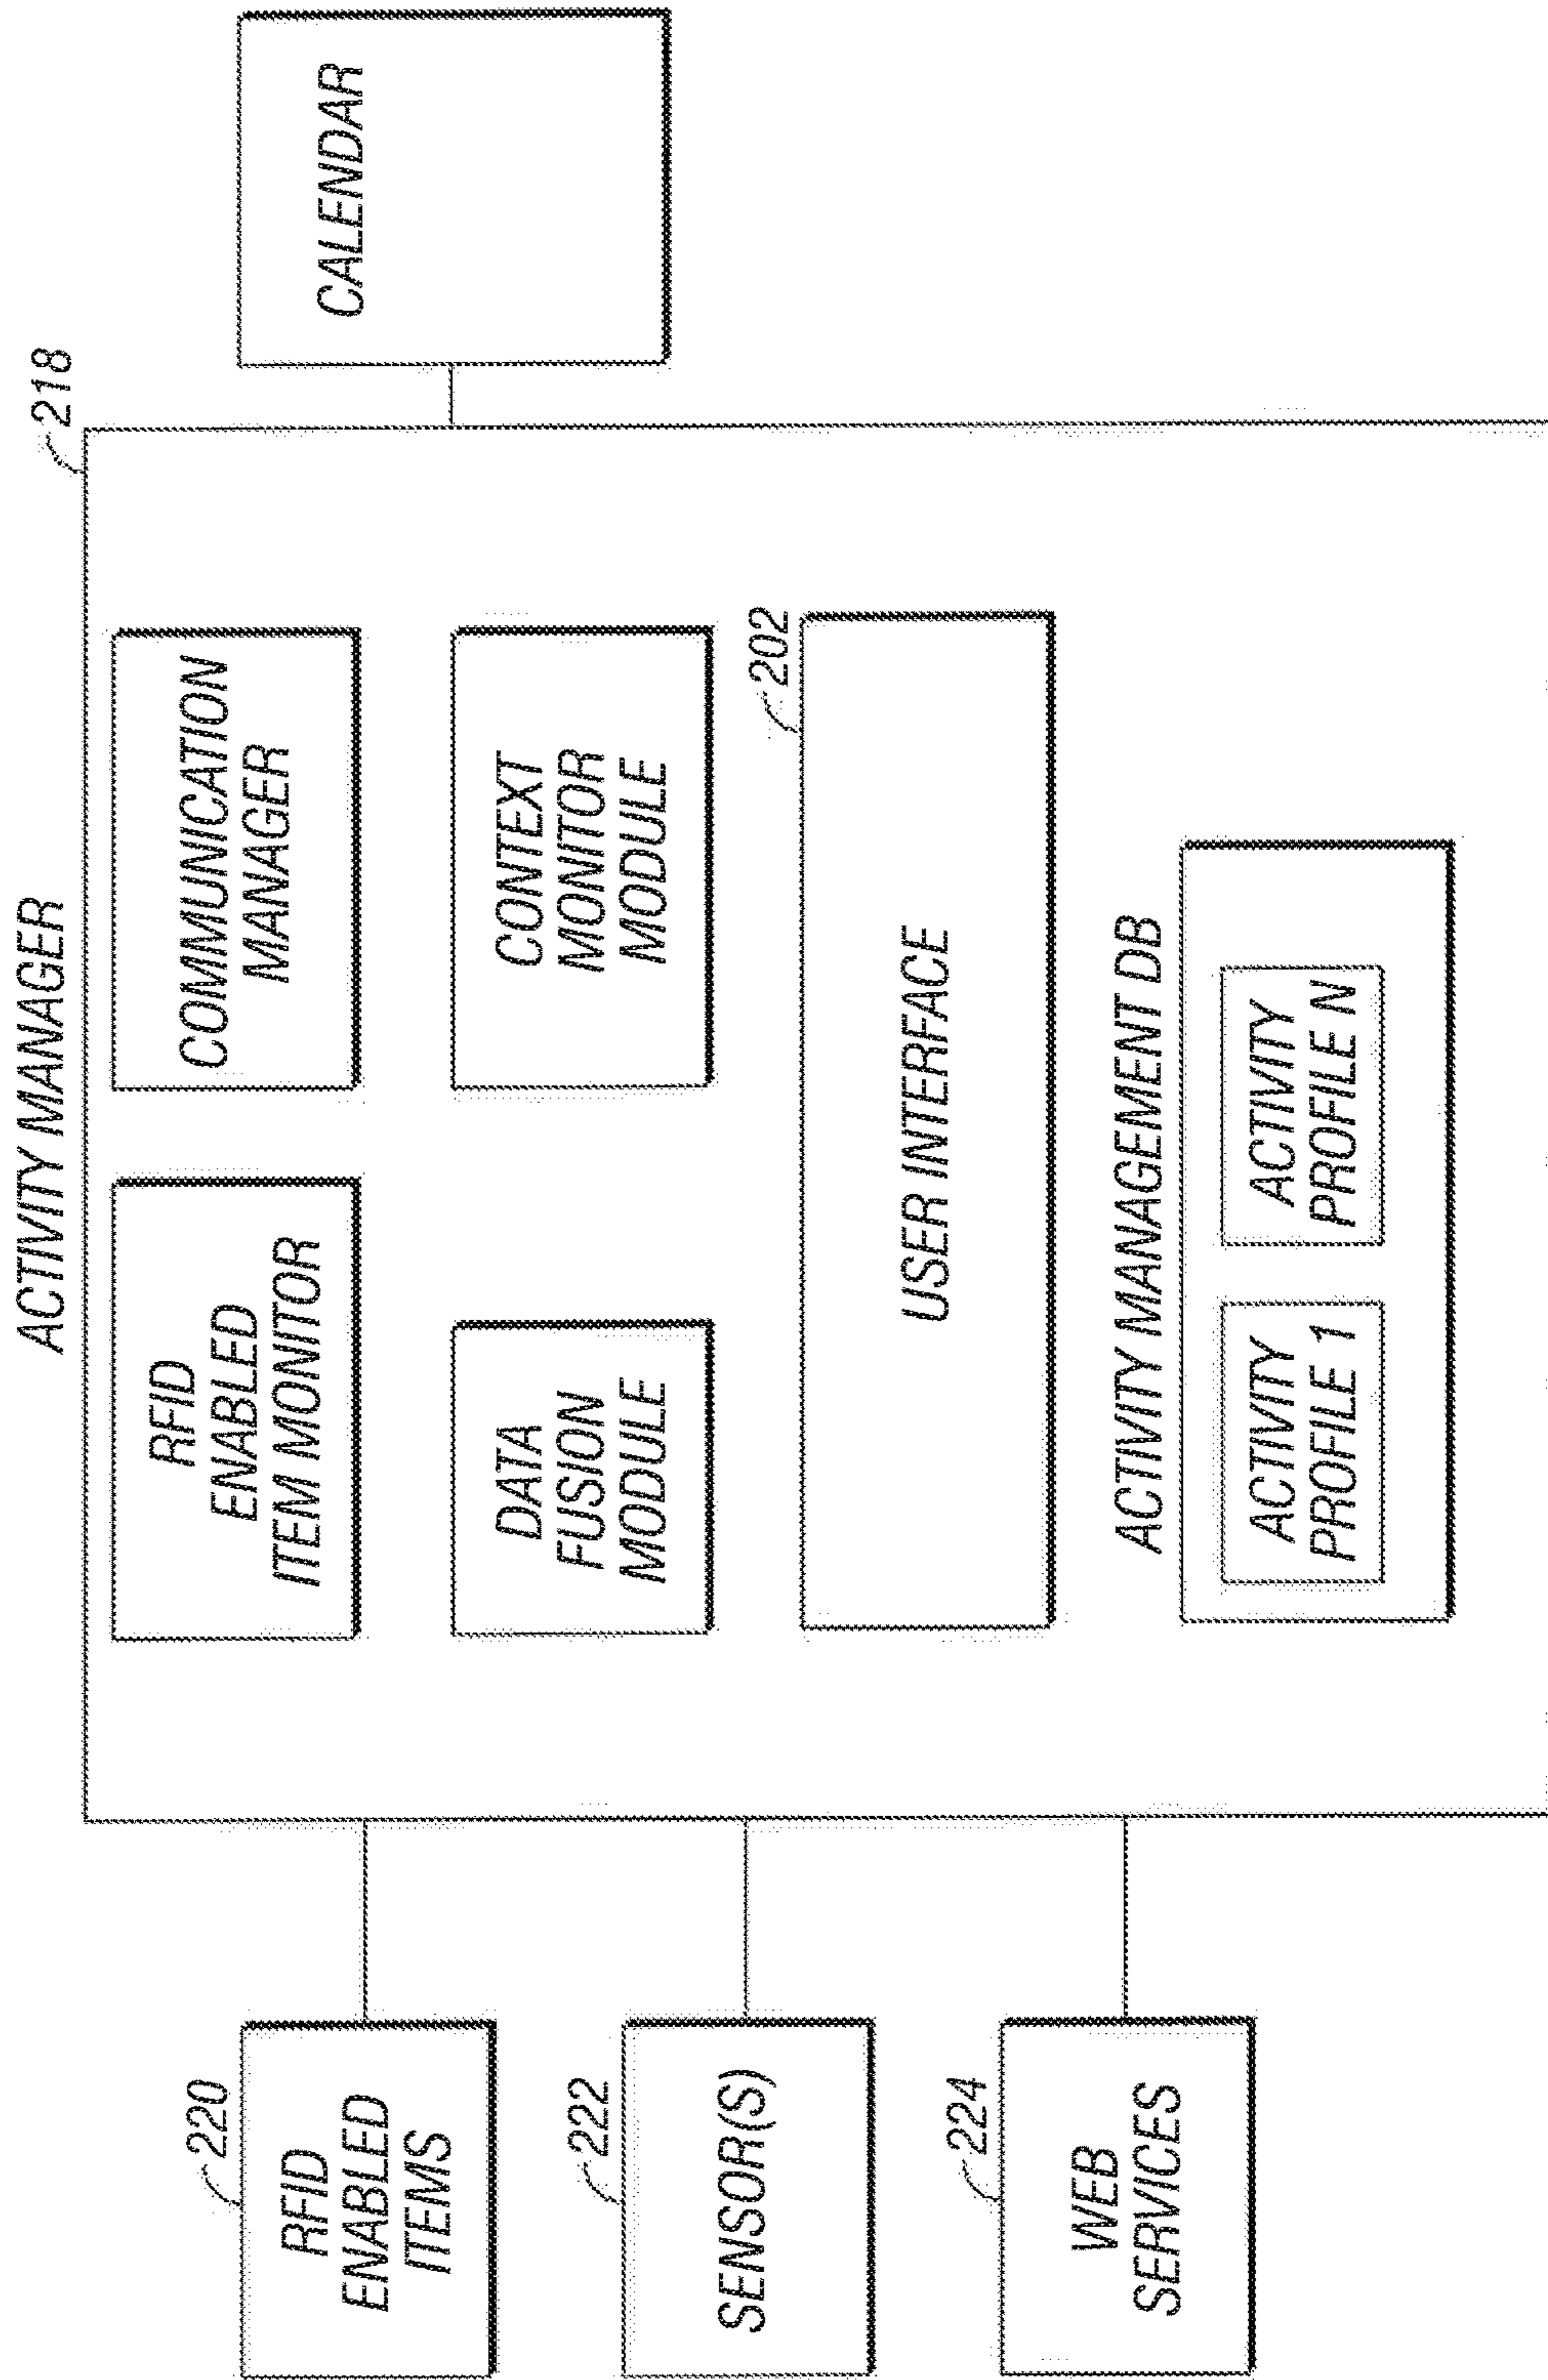 ACTIVITY MANAGER
218
RFID
ENABLED
ITEM MONITOR
COMMUNICATION
MANAGER
DATA
FUSION
MODULE
CONTEXT
MONITOR
MODULE
202
USER INTERFACE
ACTIVITY MANAGEMENT DB
ACTIVITY
PROFILE 1
ACTIVITY
PROFILE N
220
RFID
ENABLED
ITEMS
222
SENSOR(S)
224
WEB
SERVICES
CALENDAR